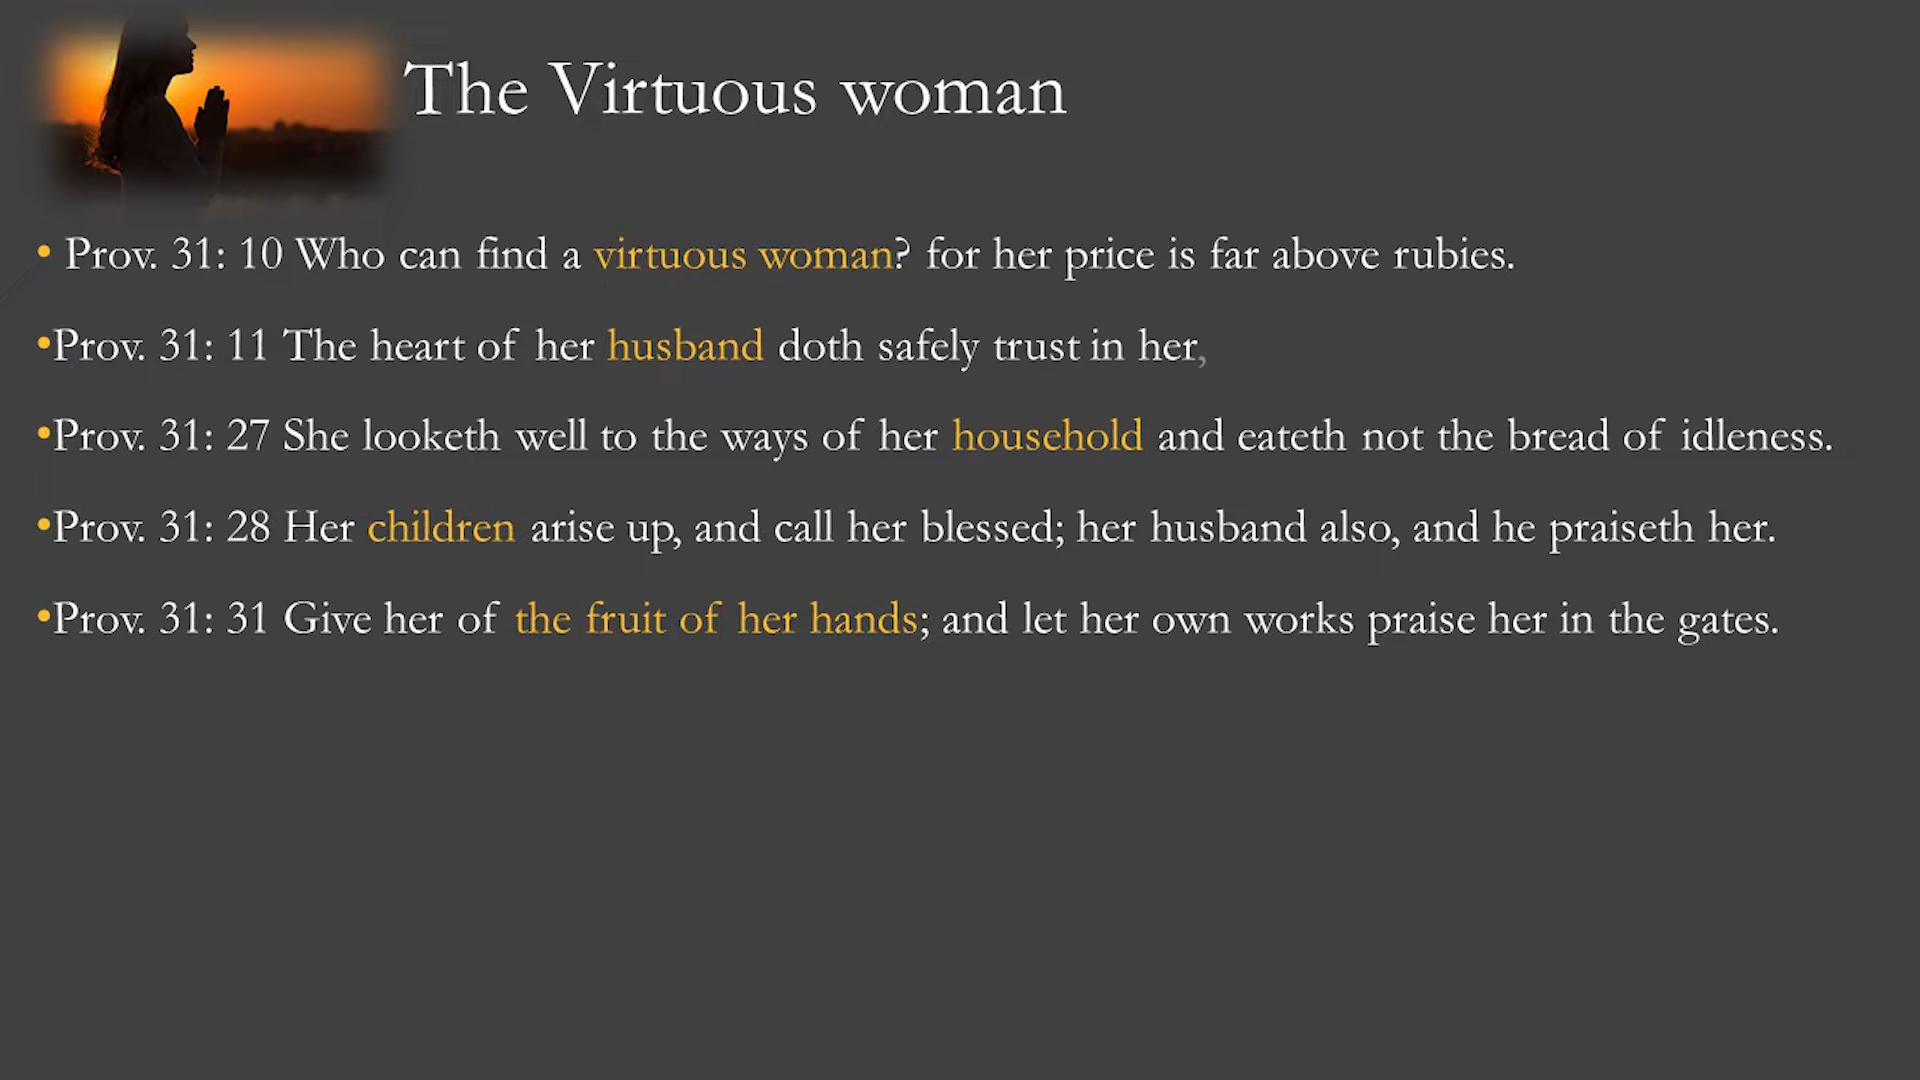 The Virtuous woman
• Prov. 31: 10 Who can find a virtuous woman? for her price is far above rubies.
•Prov. 31: 11 The heart of her husband doth safely trust in her,
•Prov. 31: 27 She looketh well to the ways of her household and eateth not the bread of idleness.
•Prov. 31: 28 Her children arise up, and call her blessed; her husband also, and he praiseth her.
•Prov. 31: 31 Give her of the fruit of her hands; and let her own works praise her in the gates.